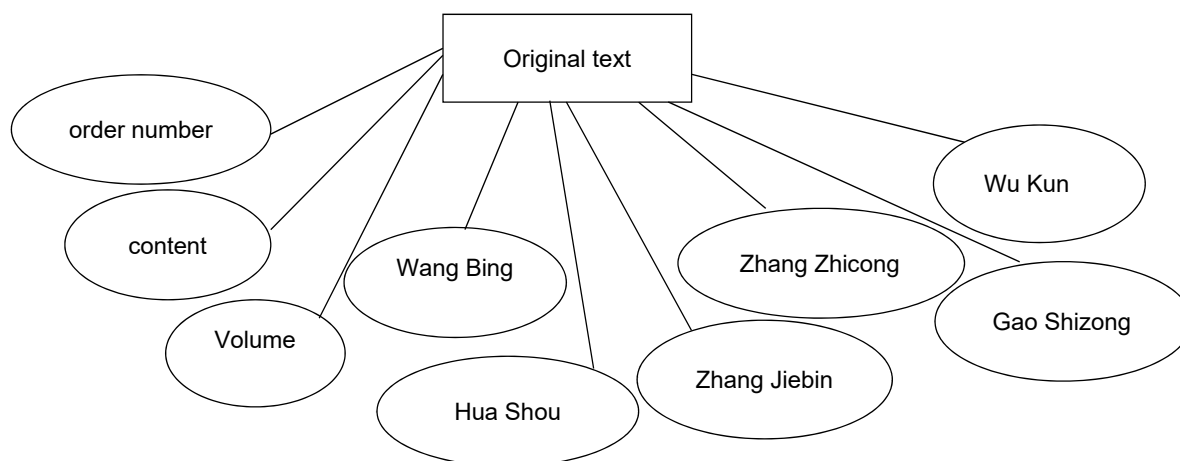 Original text
order number
content
Volume
Wang Bing
Hua Shou
Zhang Jiebin
Zhang Zhicong
Gao Shizong
Wu Kun